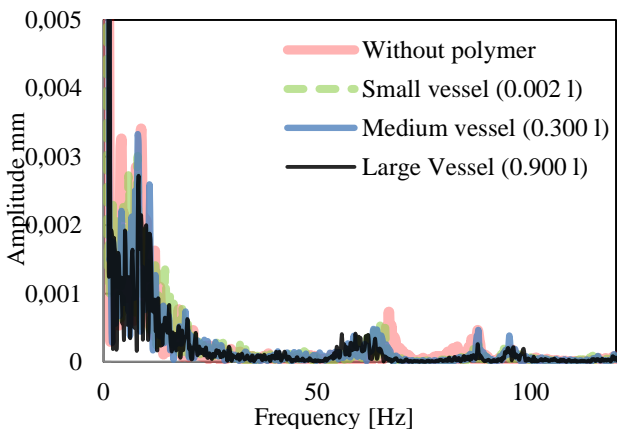 0,005
0,004
0,003
0,002
0,001
0
Amplitude mm
Without polymer
Small vessel (0.002 l)
Medium vessel (0.300 l)
Large Vessel (0.900 l)
0 50 100
Frequency [Hz]